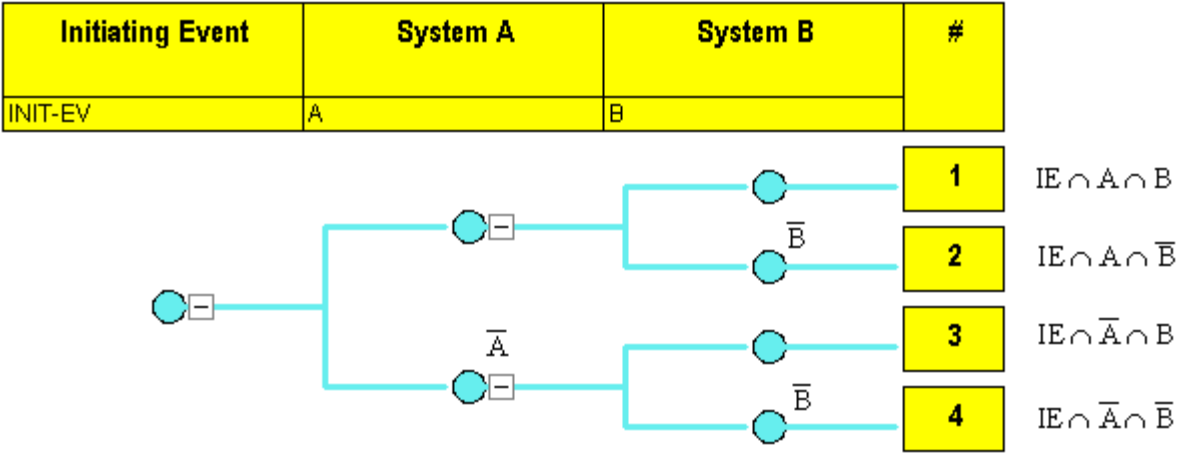 Initiating Event System A System B #
INIT-EV A B
1 IE ∩ A ∩ B
B̅
2 IE ∩ A ∩ B̅
A̅
3 IE ∩ A̅ ∩ B
B̅
4 IE ∩ A̅ ∩ B̅